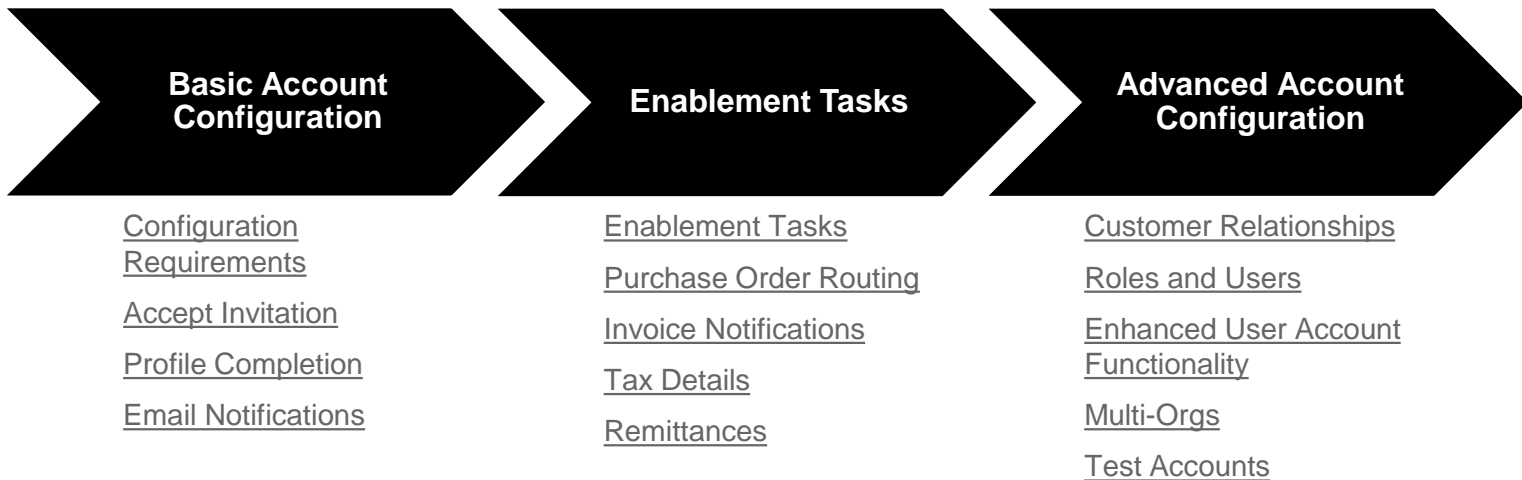 Basic Account
Configuration
Enablement Tasks
Advanced Account
Configuration
Configuration
Requirements
Accept Invitation
Profile Completion
Email Notifications
Enablement Tasks
Purchase Order Routing
Invoice Notifications
Tax Details
Remittances
Customer Relationships
Roles and Users
Enhanced User Account
Functionality
Multi-Orgs
Test Accounts